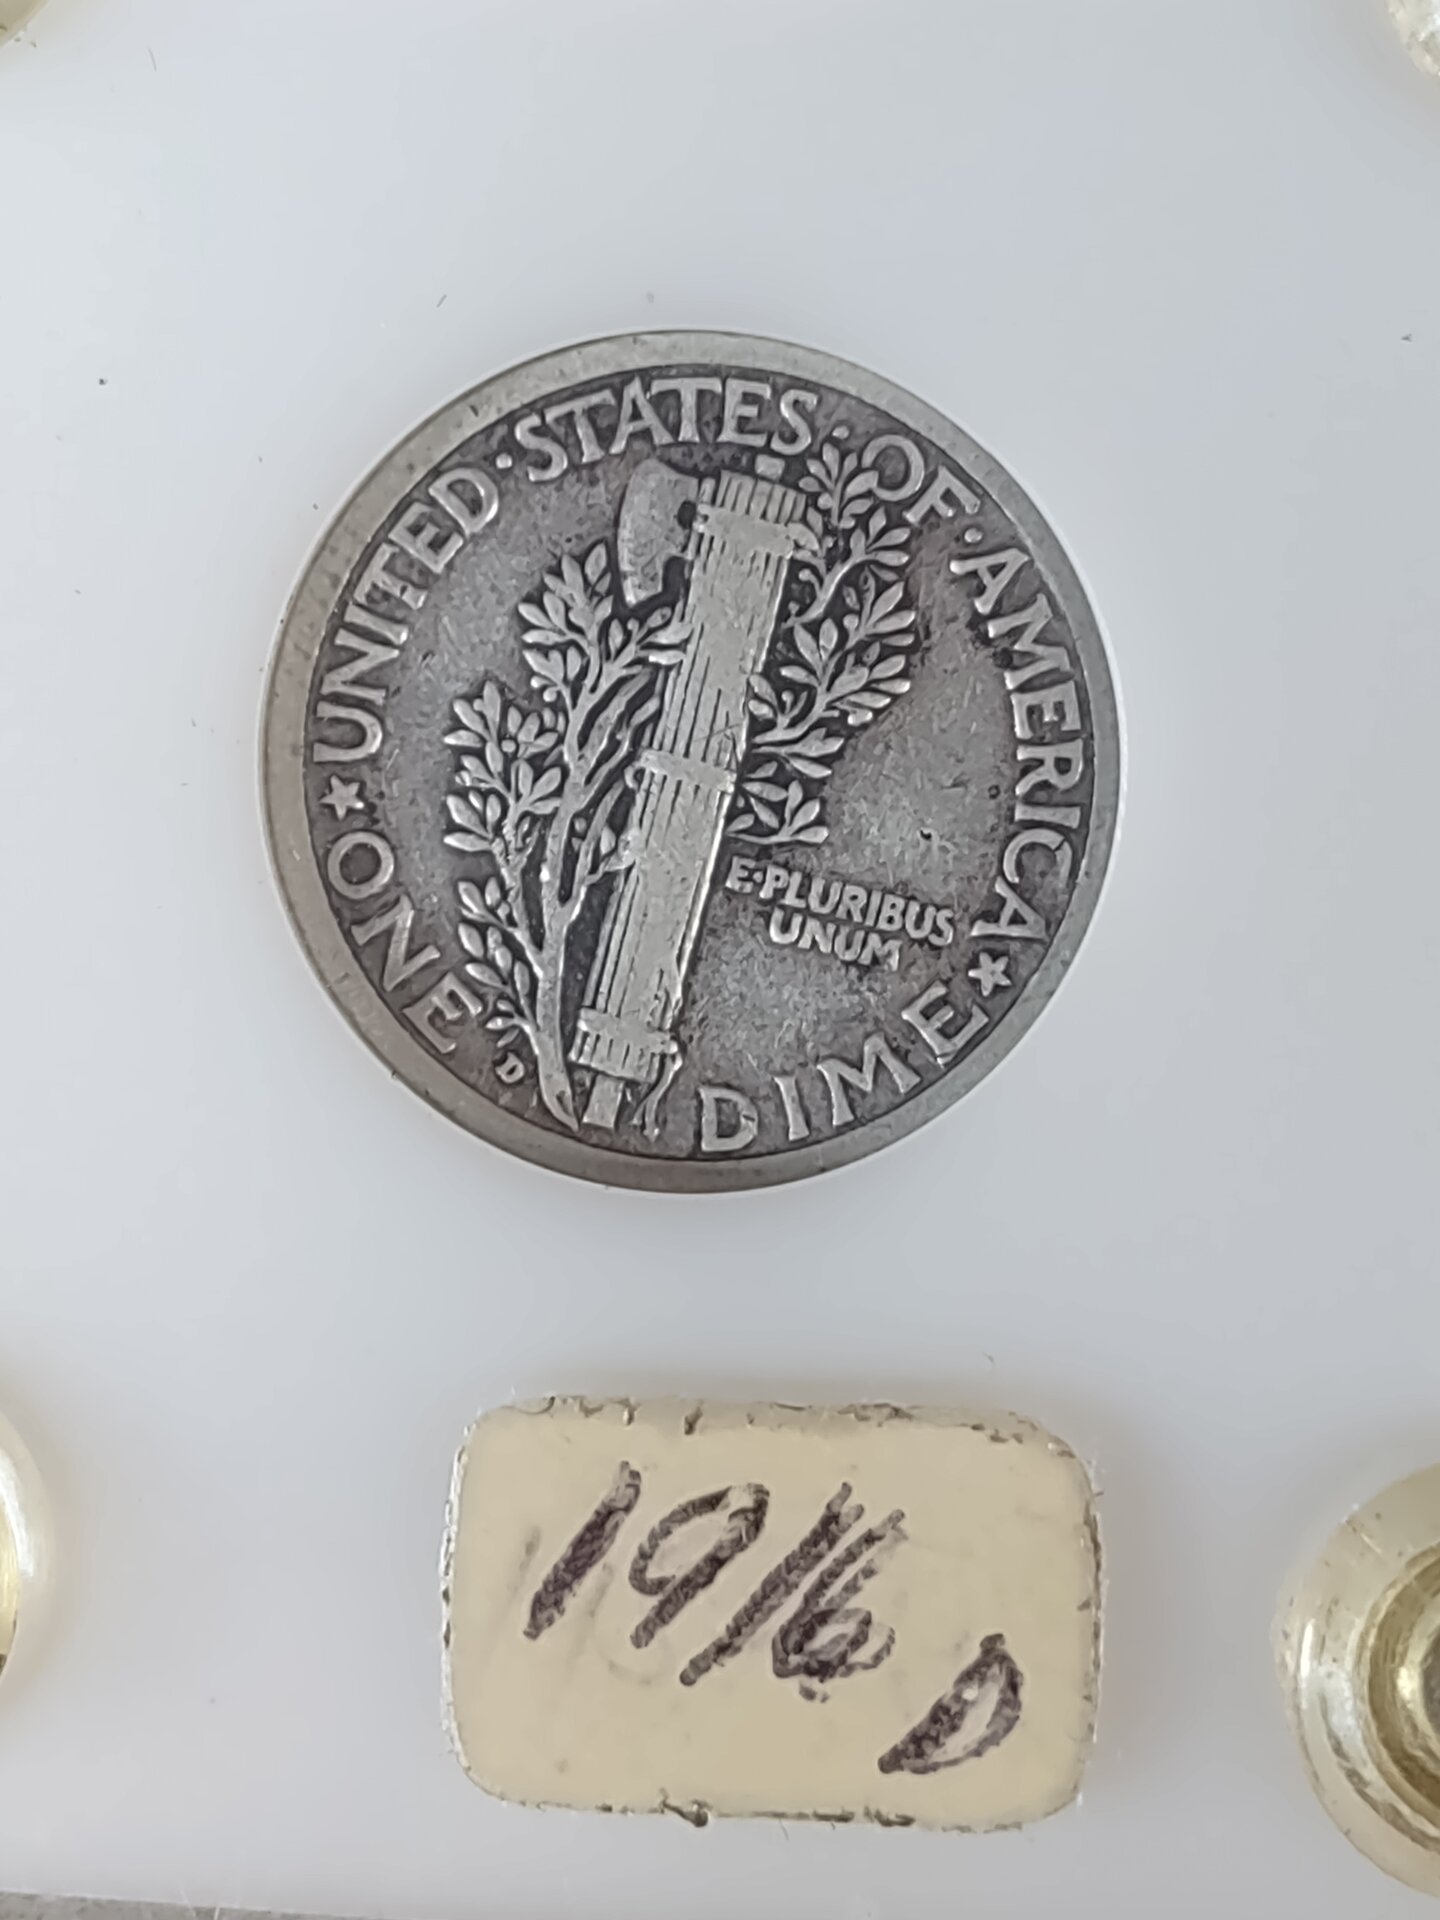 UNITED·STATES·OF·AMERICA
E·PLURIBUS
UNUM
ONE DIME
D
1916 D